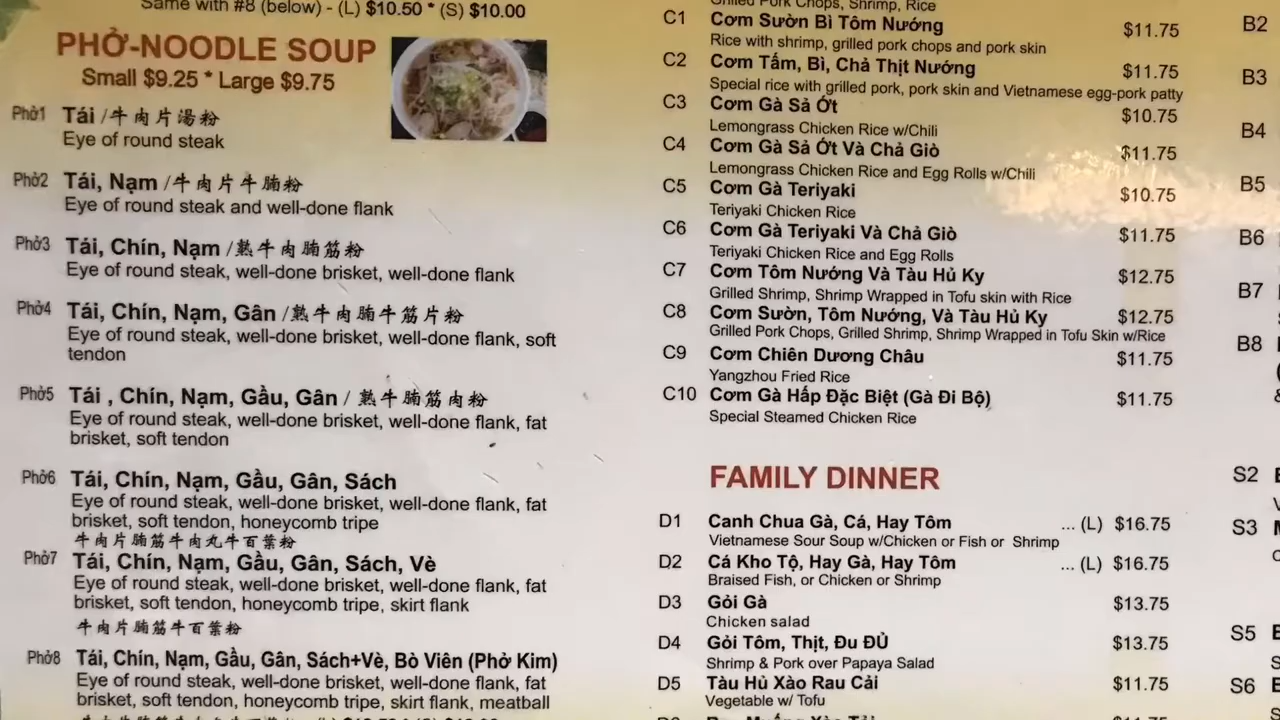 Same with #8 (below) - (L) $10.50 * (S) $10.00
PHỞ-NOODLE SOUP
Small $9.25 * Large $9.75
Phở1 Tái /牛肉片湯粉
Eye of round steak
Phở2 Tái, Nạm /牛肉片牛腩粉
Eye of round steak and well-done flank
Phở3 Tái, Chín, Nạm /熟牛肉腩筋粉
Eye of round steak, well-done brisket, well-done flank
Phở4 Tái, Chín, Nạm, Gân /熟牛肉腩牛筋片粉
Eye of round steak, well-done brisket, well-done flank, soft
tendon
Phở5 Tái , Chín, Nạm, Gầu, Gân / 熟牛腩筋肉粉
Eye of round steak, well-done brisket, well-done flank, fat
brisket, soft tendon
Phở6 Tái, Chín, Nạm, Gầu, Gân, Sách
Eye of round steak, well-done brisket, well-done flank, fat
brisket, soft tendon, honeycomb tripe
牛肉片腩筋牛肉丸牛百葉粉
Phở7 Tái, Chín, Nạm, Gầu, Gân, Sách, Vè
Eye of round steak, well-done brisket, well-done flank, fat
brisket, soft tendon, honeycomb tripe, skirt flank
牛肉片腩筋牛百葉粉
Phở8 Tái, Chín, Nạm, Gầu, Gân, Sách+Vè, Bò Viên (Phở Kim)
Eye of round steak, well-done brisket, well-done flank, fat
brisket, soft tendon, honeycomb tripe, skirt flank, meatball
Grilled Pork Chops, Shrimp, Rice
C1 Cơm Sườn Bì Tôm Nướng $11.75
Rice with shrimp, grilled pork chops and pork skin
C2 Cơm Tấm, Bì, Chả Thịt Nướng $11.75
Special rice with grilled pork, pork skin and Vietnamese egg-pork patty
C3 Cơm Gà Sả Ớt $10.75
Lemongrass Chicken Rice w/Chili
C4 Cơm Gà Sả Ớt Và Chả Giò $11.75
Lemongrass Chicken Rice and Egg Rolls w/Chili
C5 Cơm Gà Teriyaki $10.75
Teriyaki Chicken Rice
C6 Cơm Gà Teriyaki Và Chả Giò $11.75
Teriyaki Chicken Rice and Egg Rolls
C7 Cơm Tôm Nướng Và Tàu Hủ Ky $12.75
Grilled Shrimp, Shrimp Wrapped in Tofu skin with Rice
C8 Cơm Sườn, Tôm Nướng, Và Tàu Hủ Ky $12.75
Grilled Pork Chops, Grilled Shrimp, Shrimp Wrapped in Tofu Skin w/Rice
C9 Cơm Chiên Dương Châu $11.75
Yangzhou Fried Rice
C10 Cơm Gà Hấp Đặc Biệt (Gà Đi Bộ) $11.75
Special Steamed Chicken Rice
FAMILY DINNER
D1 Canh Chua Gà, Cá, Hay Tôm ... (L) $16.75
Vietnamese Sour Soup w/Chicken or Fish or Shrimp
D2 Cá Kho Tộ, Hay Gà, Hay Tôm ... (L) $16.75
Braised Fish, or Chicken or Shrimp
D3 Gỏi Gà $13.75
Chicken salad
D4 Gỏi Tôm, Thịt, Đu ĐỦ $13.75
Shrimp & Pork over Papaya Salad
D5 Tàu Hủ Xào Rau Cải $11.75
Vegetable w/ Tofu
B2
B3
B4
B5
B6
B7
B8
S2
S3
S5
S6